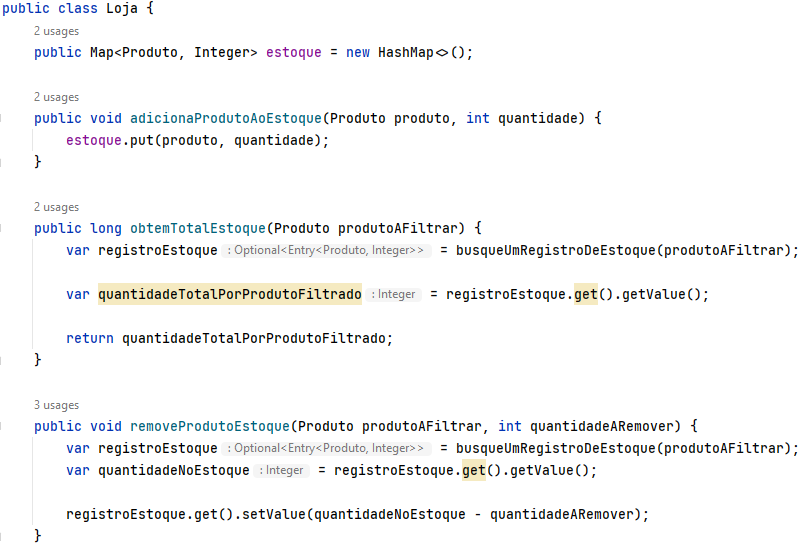 public class Loja {
2 usages
public Map<Produto, Integer> estoque = new HashMap<>();
2 usages
public void adicionaProdutoAoEstoque(Produto produto, int quantidade) {
estoque.put(produto, quantidade);
}
2 usages
public long obtemTotalEstoque(Produto produtoAFiltrar) {
var registroEstoque : Optional<Entry<Produto, Integer>> = busqueUmRegistroDeEstoque(produtoAFiltrar);
var quantidadeTotalPorProdutoFiltrado : Integer = registroEstoque.get().getValue();
return quantidadeTotalPorProdutoFiltrado;
}
3 usages
public void removeProdutoEstoque(Produto produtoAFiltrar, int quantidadeARemover) {
var registroEstoque : Optional<Entry<Produto, Integer>> = busqueUmRegistroDeEstoque(produtoAFiltrar);
var quantidadeNoEstoque : Integer = registroEstoque.get().getValue();
registroEstoque.get().setValue(quantidadeNoEstoque - quantidadeARemover);
}